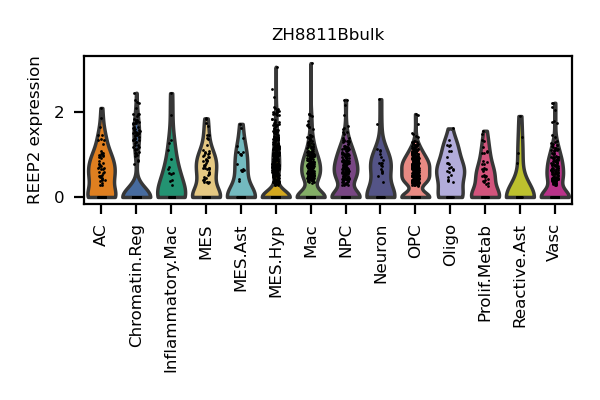 ZH8811Bbulk
REEP2 expression
2
0
AC
Chromatin.Reg
Inflammatory.Mac
MES
MES.Ast
MES.Hyp
Mac
NPC
Neuron
OPC
Oligo
Prolif.Metab
Reactive.Ast
Vasc